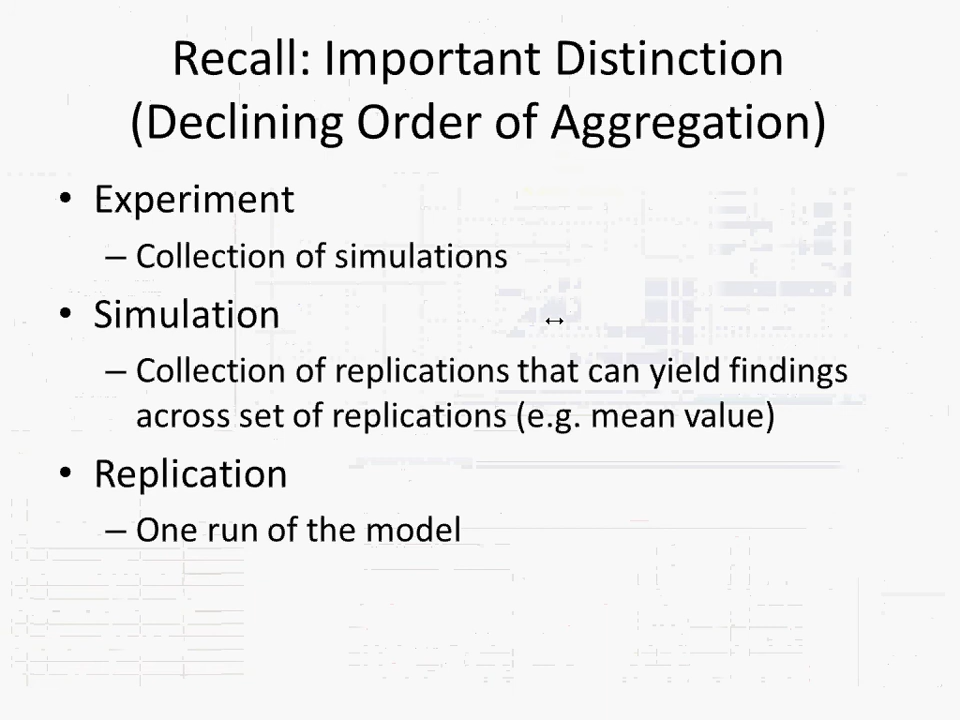 Recall: Important Distinction
(Declining Order of Aggregation)
• Experiment
– Collection of simulations
• Simulation
– Collection of replications that can yield findings
across set of replications (e.g. mean value)
• Replication
– One run of the model